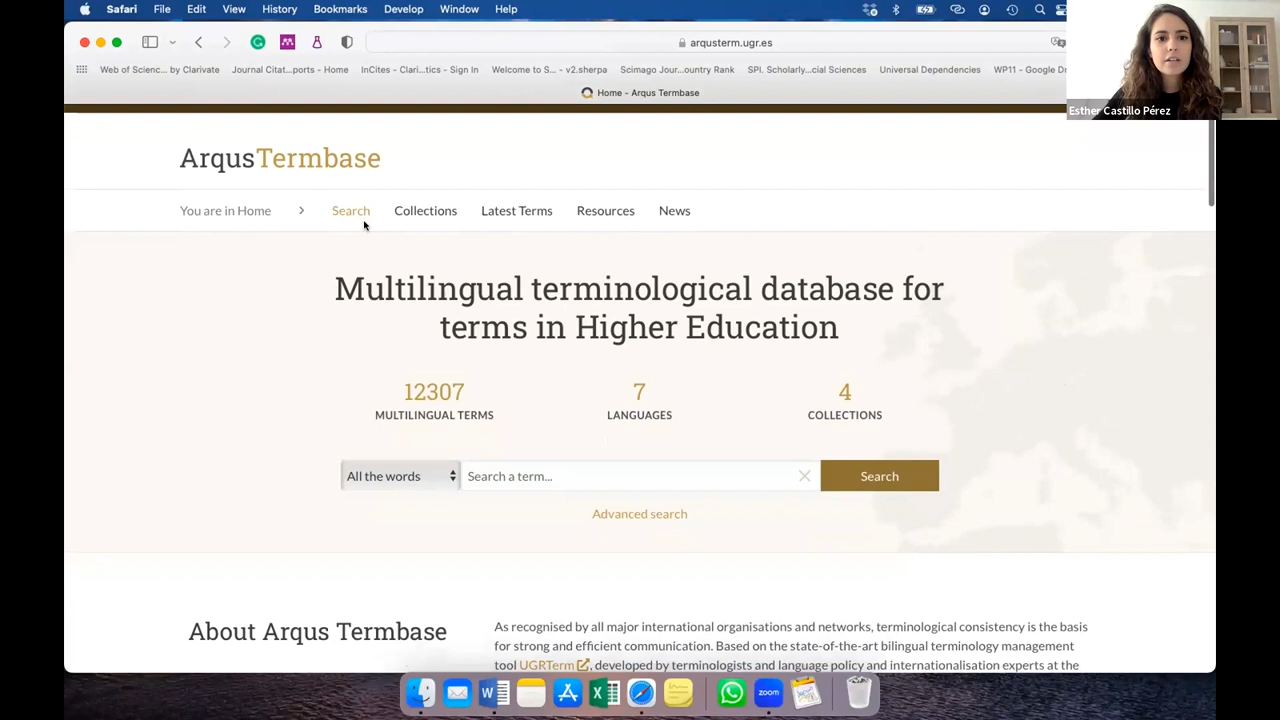 Safari File Edit View History Bookmarks Develop Window Help
arqusterm.ugr.es
Web of Scienc... by Clarivate Journal Citat...ports - Home InCites - Clari...tics - Sign In Welcome to S... - v2.sherpa Scimago Jour...ountry Rank SPI. Scholarly...cial Sciences Universal Dependencies WP11 - Google Dr
Home - Arqus Termbase
Esther Castillo Pérez
ArqusTermbase
You are in Home > Search Collections Latest Terms Resources News
Multilingual terminological database for
terms in Higher Education
12307 7 4
MULTILINGUAL TERMS LANGUAGES COLLECTIONS
All the words Search a term... Search
Advanced search
About Arqus Termbase
As recognised by all major international organisations and networks, terminological consistency is the basis
for strong and efficient communication. Based on the state-of-the-art bilingual terminology management
tool UGRTerm, developed by terminologists and language policy and internationalisation experts at the
zoom